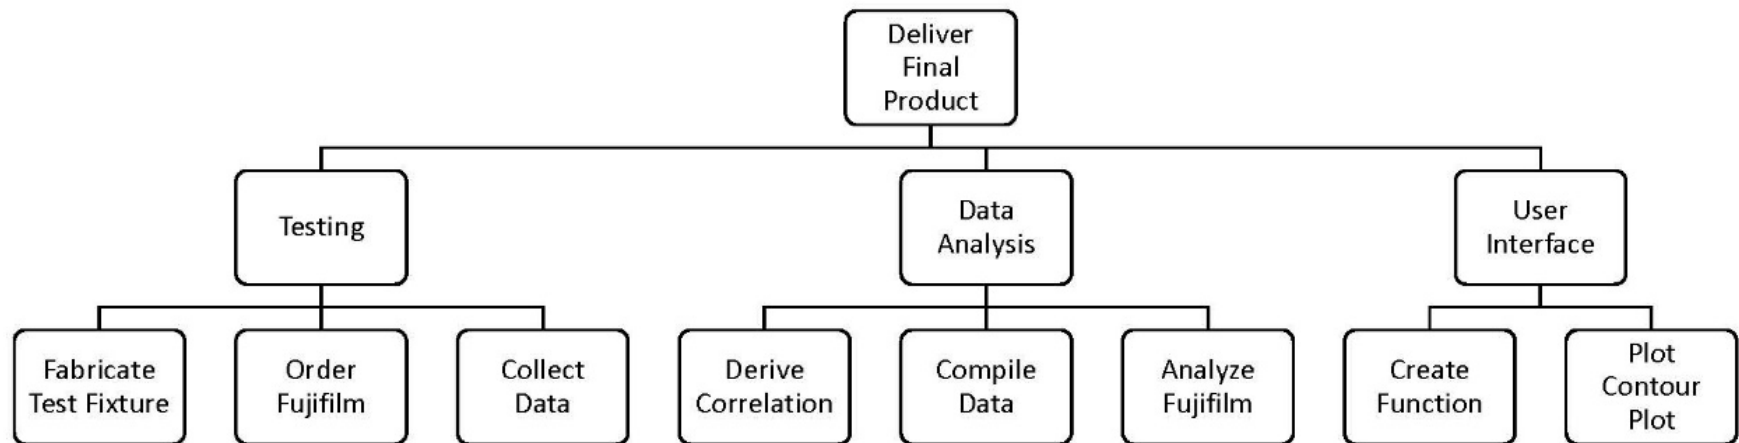 Deliver
Final
Product
Testing
Data
Analysis
User
Interface
Fabricate
Test Fixture
Order
Fujifilm
Collect
Data
Derive
Correlation
Compile
Data
Analyze
Fujifilm
Create
Function
Plot
Contour
Plot